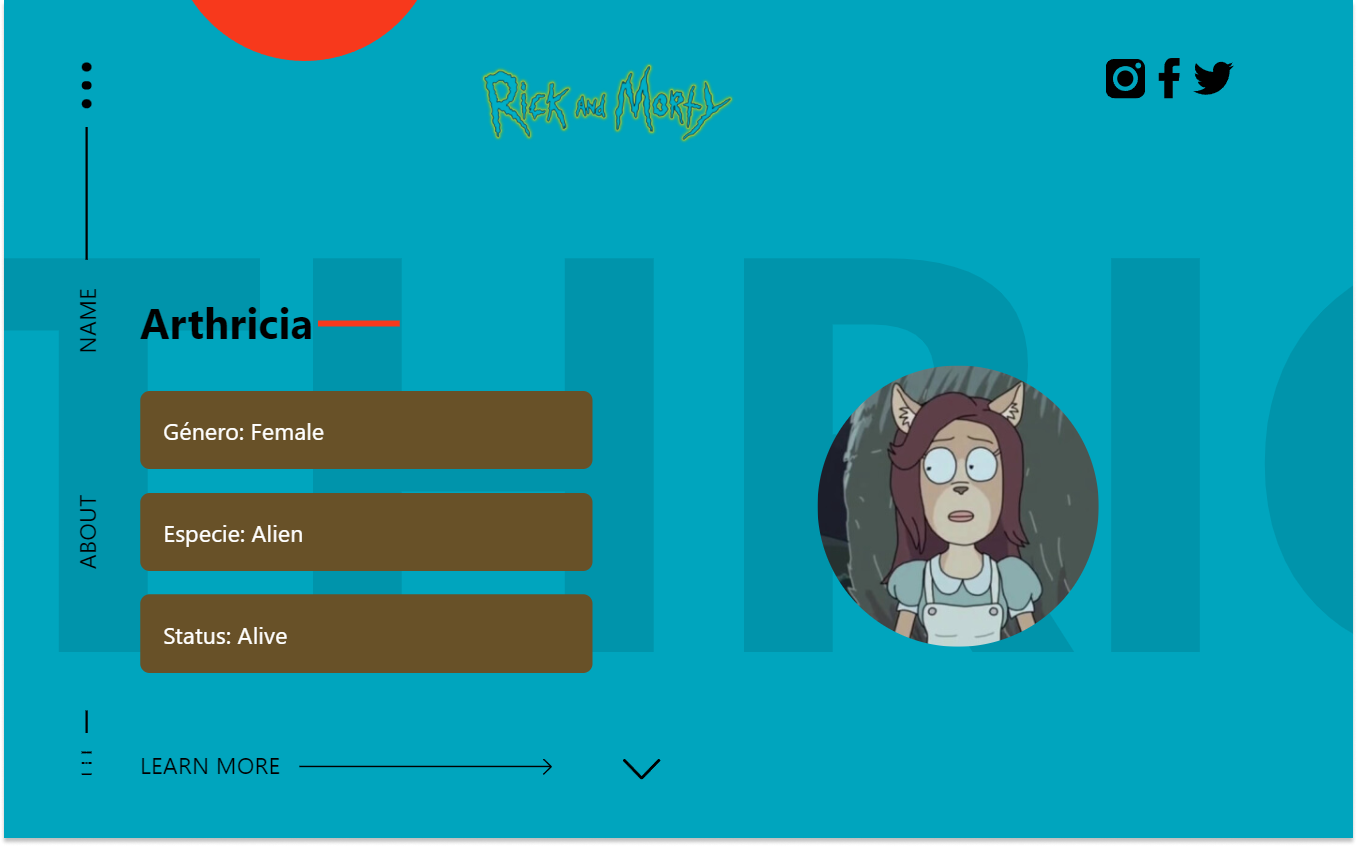 Rick AND Morty
THRIC
NAME
Arthricia
Género: Female
Especie: Alien
ABOUT
Status: Alive
LEARN MORE